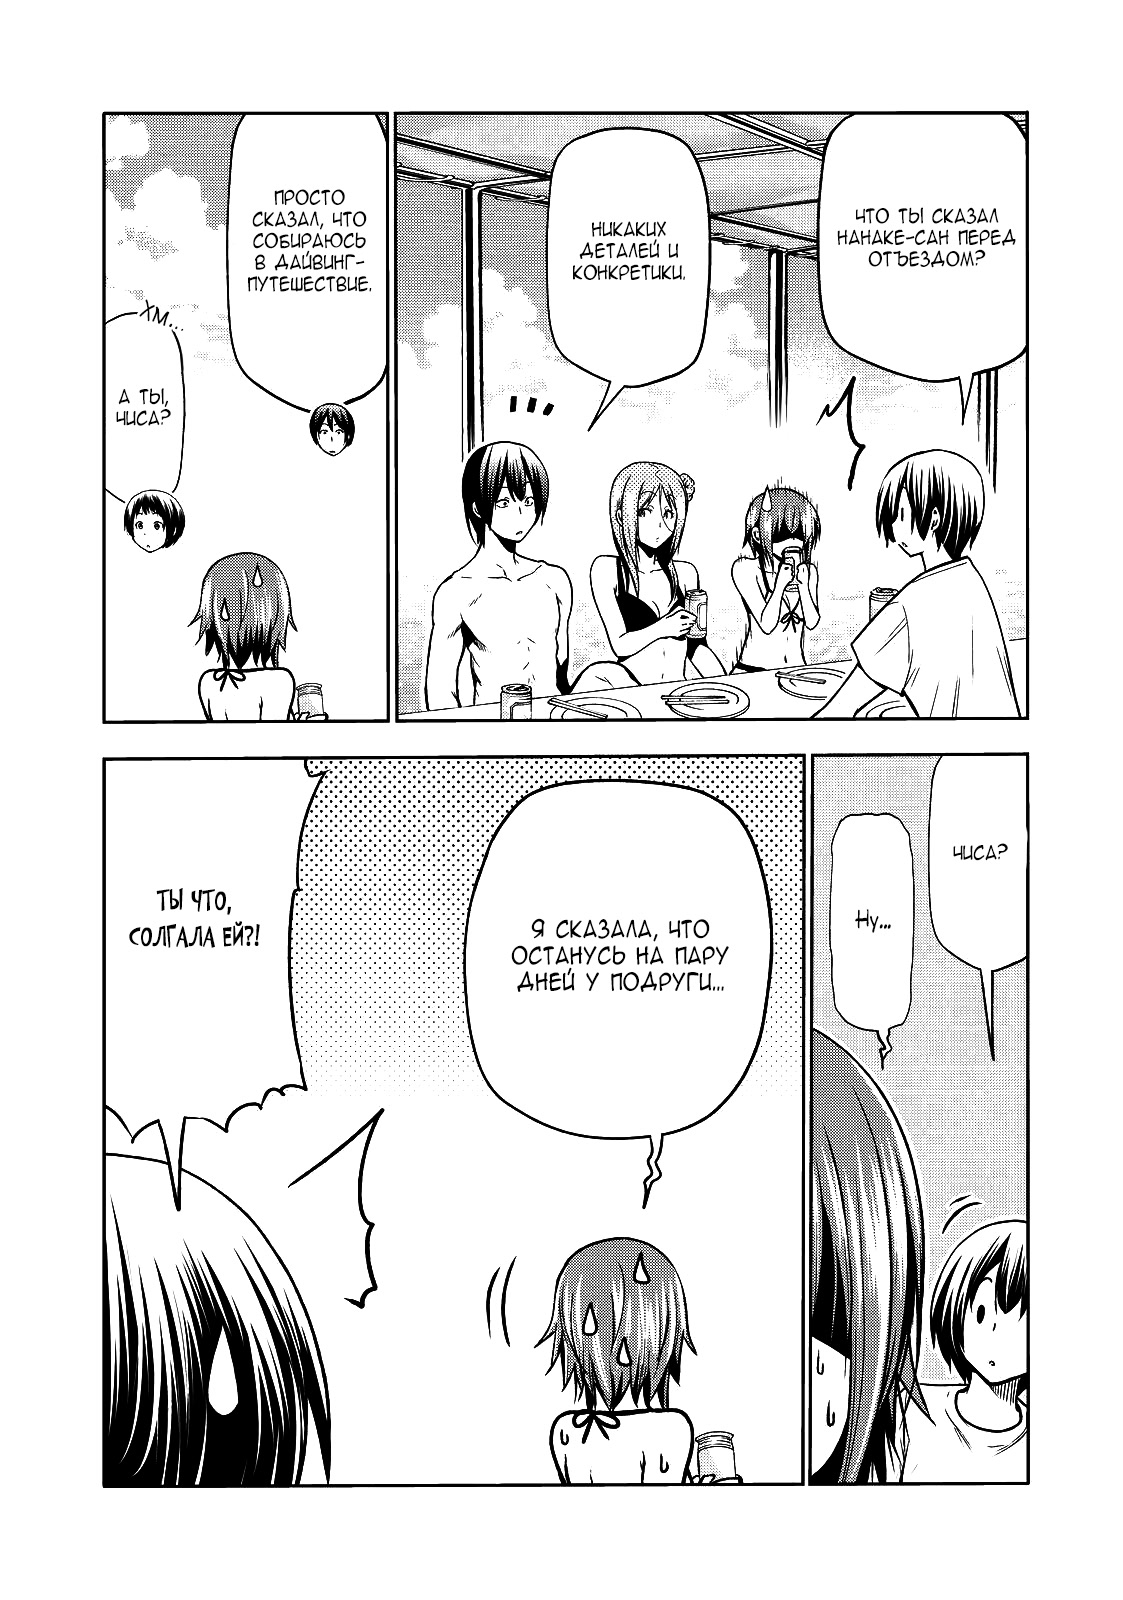 ЧТО ТЫ СКАЗАЛ
НАНАКЕ-САН ПЕРЕД
ОТЪЕЗДОМ?
НИКАКИХ
ДЕТАЛЕЙ И
КОНКРЕТИКИ.
ПРОСТО
СКАЗАЛ, ЧТО
СОБИРАЮСЬ
В ДАЙВИНГ-
ПУТЕШЕСТВИЕ.
ХМ...
А ТЫ,
ЧИСА?
ЧИСА?
Ну...
Я СКАЗАЛА, ЧТО
ОСТАНУСЬ НА ПАРУ
ДНЕЙ У ПОДРУГИ...
ТЫ ЧТО,
СОЛГАЛА ЕЙ?!